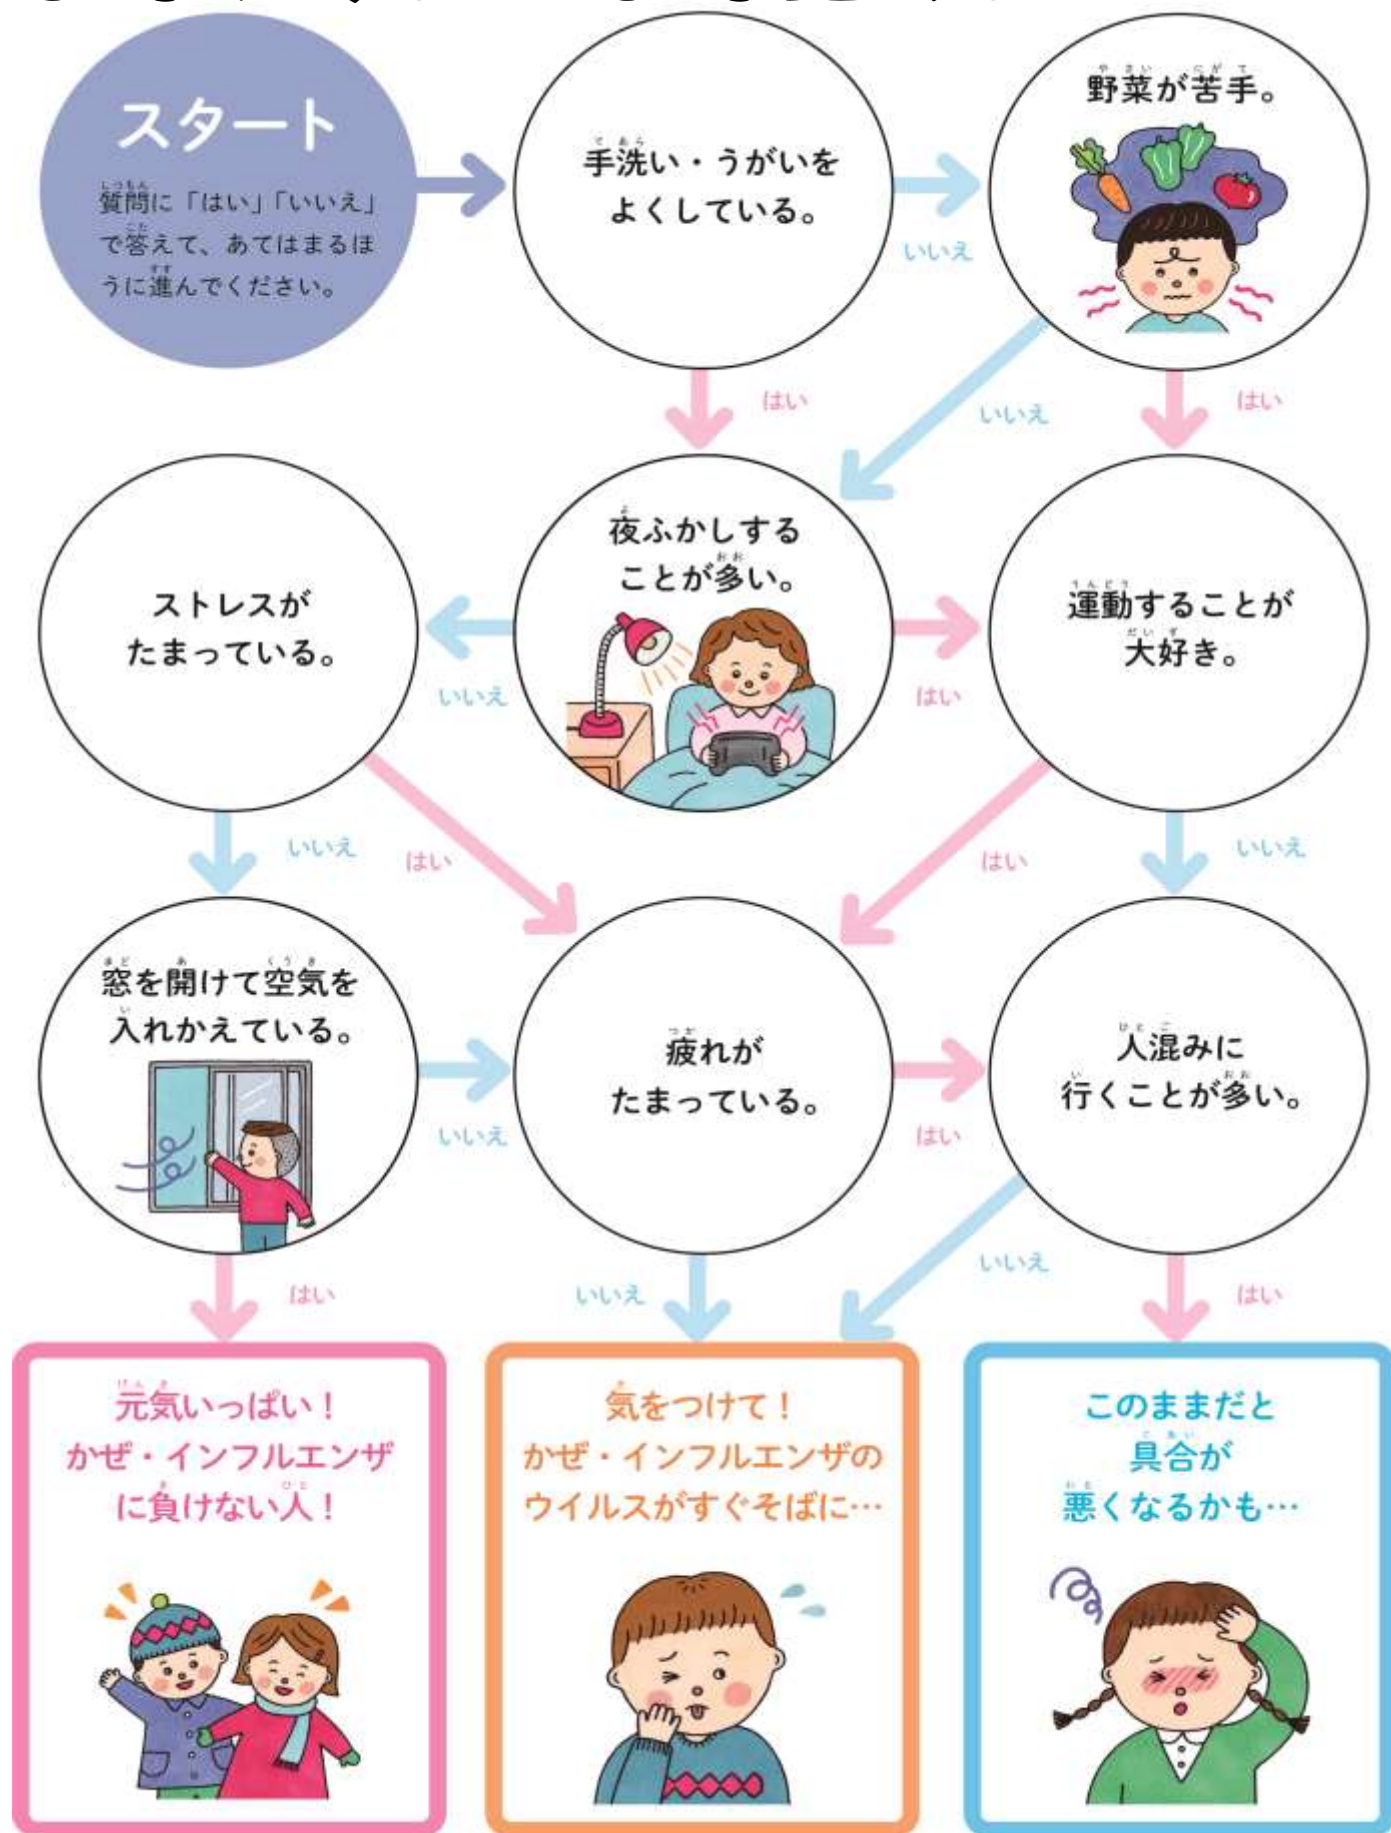 スタート
質問に「はい」「いいえ」
で答えて、あてはまるほ
うに進んでください。
手洗い・うがいを
よくしている。
いいえ
はい
野菜が苦手。
いいえ
はい
ストレスが
たまっている。
いいえ
はい
夜ふかしする
ことが多い。
いいえ
はい
運動することが
大好き。
はい
いいえ
窓を開けて空気を
入れかえている。
いいえ
はい
疲れが
たまっている。
はい
いいえ
人混みに
行くことが多い。
いいえ
はい
元気いっぱい！
かぜ・インフルエンザ
に負けない人！
気をつけて！
かぜ・インフルエンザの
ウイルスがすぐそばに…
このままだと
具合が
悪くなるかも…